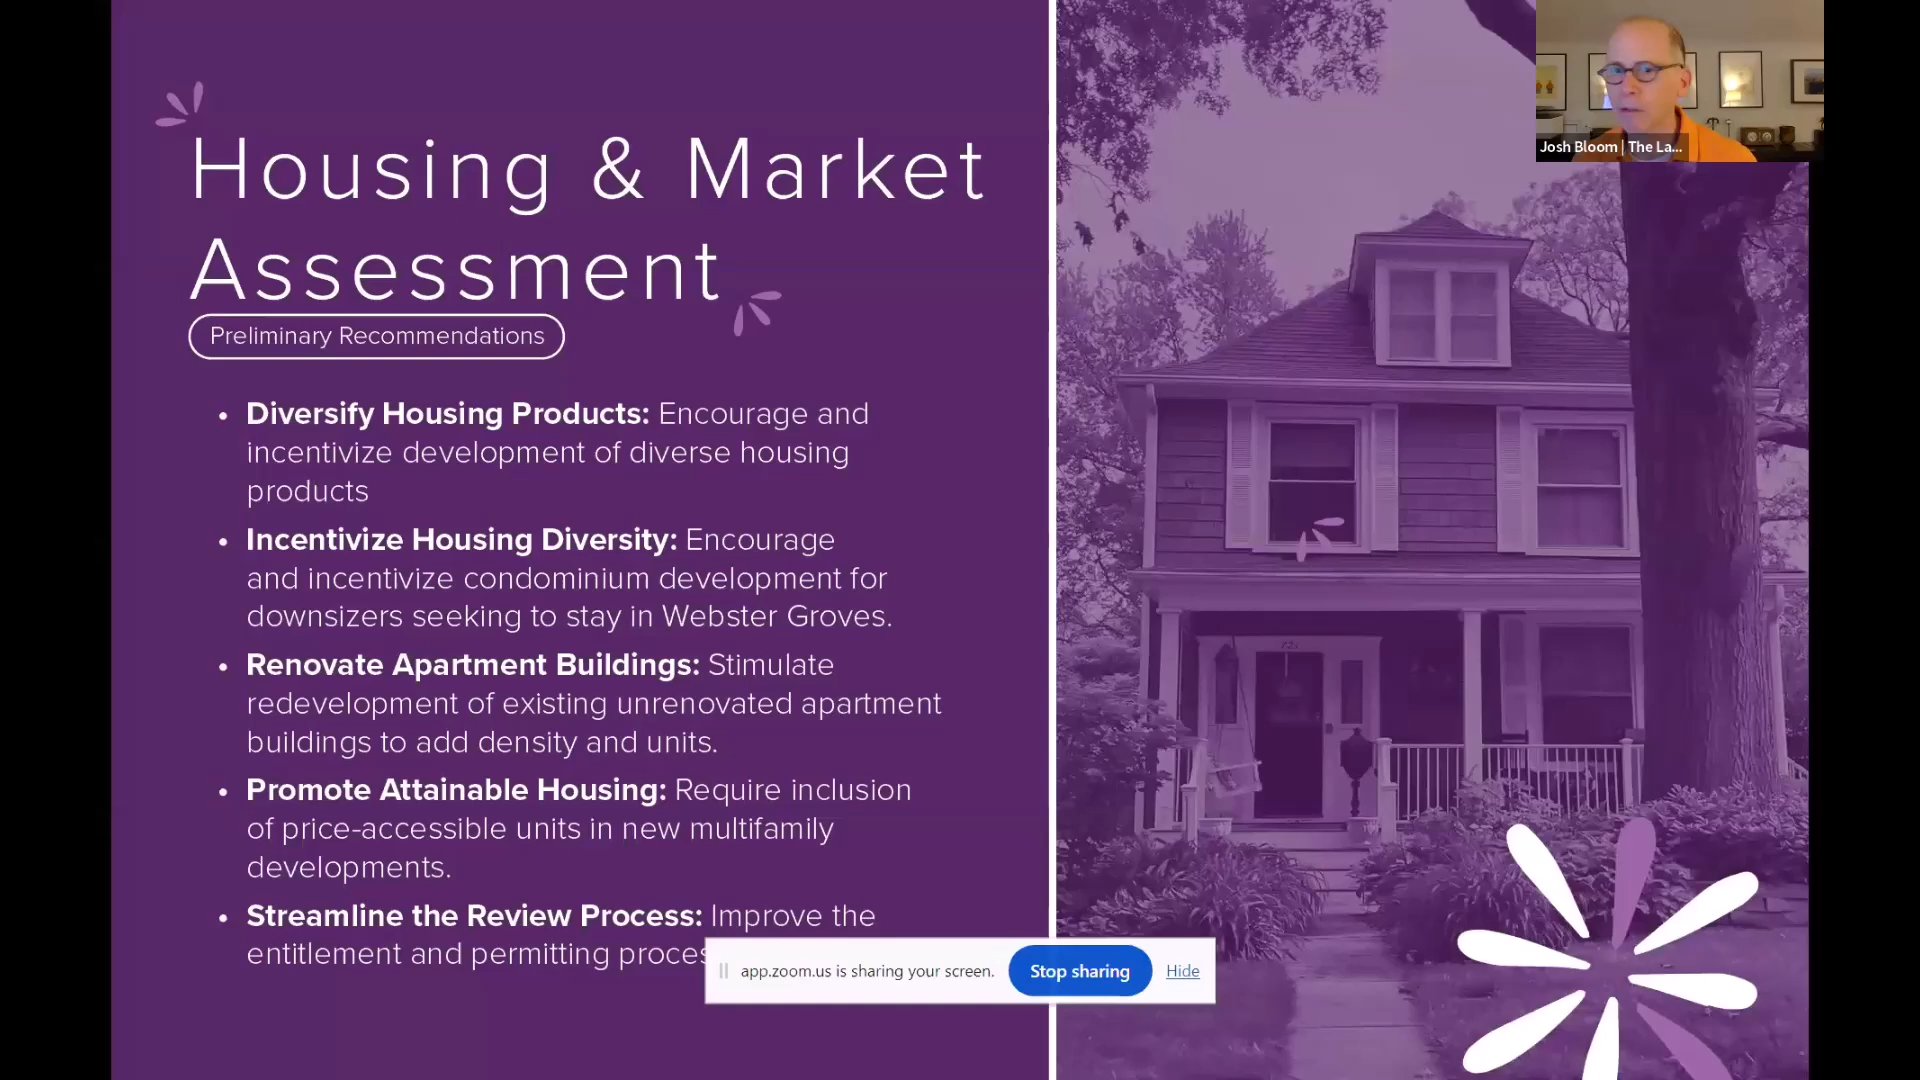 Housing & Market
Assessment
Preliminary Recommendations
• Diversify Housing Products: Encourage and
incentivize development of diverse housing
products
• Incentivize Housing Diversity: Encourage
and incentivize condominium development for
downsizers seeking to stay in Webster Groves.
• Renovate Apartment Buildings: Stimulate
redevelopment of existing unrenovated apartment
buildings to add density and units.
• Promote Attainable Housing: Require inclusion
of price-accessible units in new multifamily
developments.
• Streamline the Review Process: Improve the
entitlement and permitting proces
app.zoom.us is sharing your screen.
Stop sharing
Hide
Josh Bloom | The La...